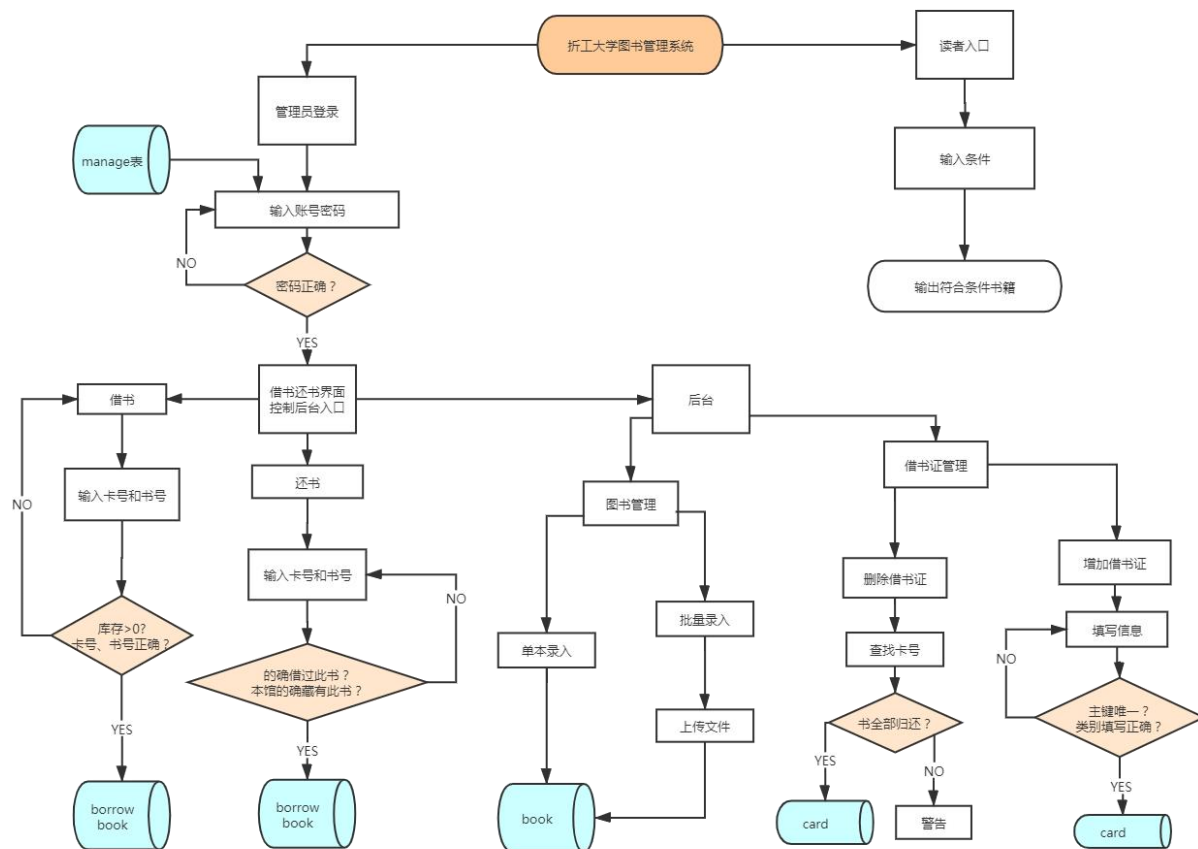 折工大学图书管理系统
读者入口
管理员登录
manage表
输入条件
输入账号密码
NO
密码正确？
输出符合条件书籍
YES
借书
借书还书界面
控制后台入口
后台
借书证管理
还书
NO
输入卡号和书号
图书管理
输入卡号和书号
NO
删除借书证
增加借书证
批量录入
库存>0?
卡号、书号正确？
单本录入
查找卡号
填写信息
NO
的确借过此书？
本馆的确藏有此书？
上传文件
书全部归还？
主键唯一？
类别填写正确？
YES
YES
YES
NO
YES
borrow
book
borrow
book
book
card
警告
card